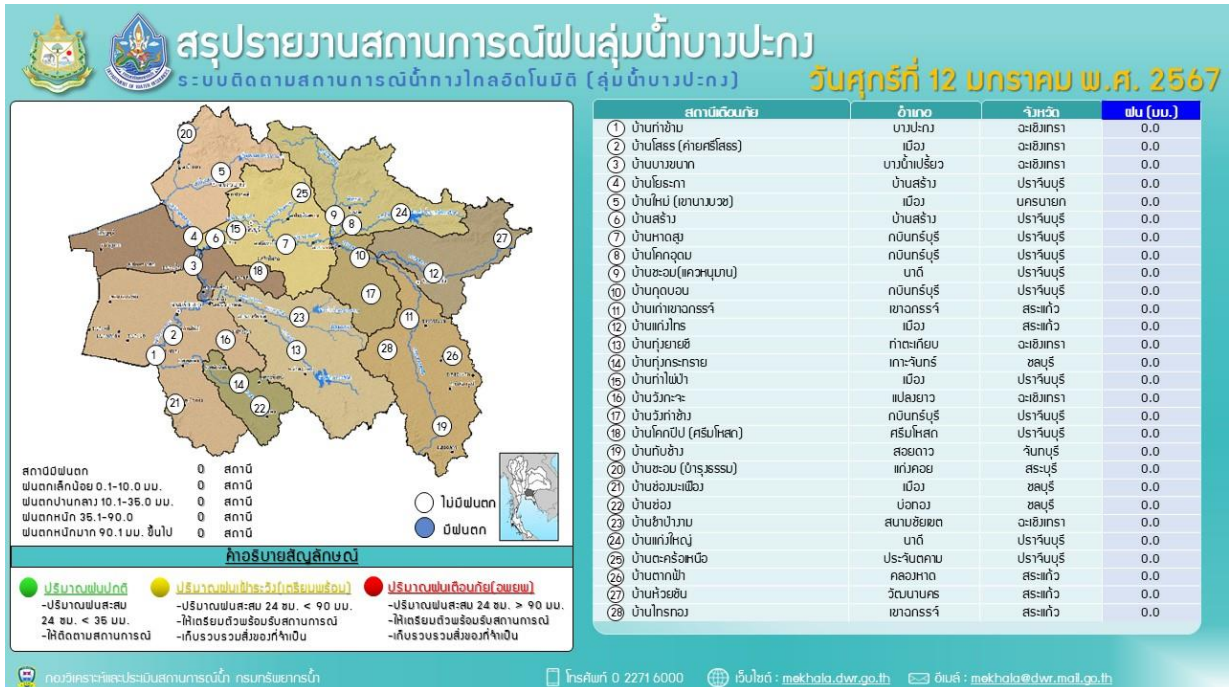 สรุปรายงานสถานการณ์ฝนลุ่มน้ำบางปะกง
ระบบติดตามสถานการณ์น้ำทางไกลอัตโนมัติ (ลุ่มน้ำบางปะกง)
วันศุกร์ที่ 12 มกราคม พ.ศ. 2567
สถานีเตือนภัย อำเภอ จังหวัด ฝน (มม.)
1 บ้านท่าข้าม บางปะกง ฉะเชิงเทรา 0.0
2 บ้านโสธร (ค่ายศรีโสธร) เมือง ฉะเชิงเทรา 0.0
3 บ้านบางขนาก บางน้ำเปรี้ยว ฉะเชิงเทรา 0.0
4 บ้านโยธะกา บ้านสร้าง ปราจีนบุรี 0.0
5 บ้านใหม่ (เขานางบวช) เมือง นครนายก 0.0
6 บ้านสร้าง บ้านสร้าง ปราจีนบุรี 0.0
7 บ้านหาดสูง กบินทร์บุรี ปราจีนบุรี 0.0
8 บ้านโคกอุดม กบินทร์บุรี ปราจีนบุรี 0.0
9 บ้านชะอม(แควหนุมาน) นาดี ปราจีนบุรี 0.0
10 บ้านกุดบอน กบินทร์บุรี ปราจีนบุรี 0.0
11 บ้านเก่าเขาฉกรรจ์ เขาฉกรรจ์ สระแก้ว 0.0
12 บ้านแก่งไทร เมือง สระแก้ว 0.0
13 บ้านทุ่งยายชี ท่าตะเกียบ ฉะเชิงเทรา 0.0
14 บ้านทุ่งกระทราย เกาะจันทร์ ชลบุรี 0.0
15 บ้านท่าไผ่ป่า เมือง ปราจีนบุรี 0.0
16 บ้านวังกะจะ แปลงยาว ฉะเชิงเทรา 0.0
17 บ้านวังท่าช้าง กบินทร์บุรี ปราจีนบุรี 0.0
18 บ้านโคกปีป (ศรีมโหสถ) ศรีมโหสถ ปราจีนบุรี 0.0
19 บ้านทับช้าง สอยดาว จันทบุรี 0.0
20 บ้านชะอม (บำรุงธรรม) แก่งคอย สระบุรี 0.0
21 บ้านช่องมะเฟือง เมือง ชลบุรี 0.0
22 บ้านช่อง บ่อทอง ชลบุรี 0.0
23 บ้านชำป่างาม สนามชัยเขต ฉะเชิงเทรา 0.0
24 บ้านแก่งใหญ่ นาดี ปราจีนบุรี 0.0
25 บ้านตะคร้อเหนือ ประจันตคาม ปราจีนบุรี 0.0
26 บ้านตากฟ้า คลองหาด สระแก้ว 0.0
27 บ้านห้วยชัน วัฒนานคร สระแก้ว 0.0
28 บ้านไทรทอง เขาฉกรรจ์ สระแก้ว 0.0
สถานีมีฝนตก 0 สถานี
ฝนตกเล็กน้อย 0.1-10.0 มม. 0 สถานี
ฝนตกปานกลาง 10.1-35.0 มม. 0 สถานี
ฝนตกหนัก 35.1-90.0 0 สถานี
ฝนตกหนักมาก 90.1 มม. ขึ้นไป 0 สถานี
ไม่มีฝนตก
มีฝนตก
คำอธิบายสัญลักษณ์
ปริมาณฝนปกติ
-ปริมาณฝนสะสม
24 ชม. < 35 มม.
-ให้ติดตามสถานการณ์
ปริมาณฝนเฝ้าระวัง(เตรียมพร้อม)
-ปริมาณฝนสะสม 24 ชม. < 90 มม.
-ให้เตรียมตัวพร้อมรับสถานการณ์
-เก็บรวบรวมสิ่งของที่จำเป็น
ปริมาณฝนเตือนภัย(อพยพ)
-ปริมาณฝนสะสม 24 ชม. > 90 มม.
-ให้เตรียมตัวพร้อมรับสถานการณ์
-เก็บรวบรวมสิ่งของที่จำเป็น
กองวิเคราะห์และประเมินสถานการณ์น้ำ กรมทรัพยากรน้ำ
โทรศัพท์ 0 2271 6000
เว็บไซต์ : mekhala.dwr.go.th
อีเมล์ : mekhala@dwr.mail.go.th